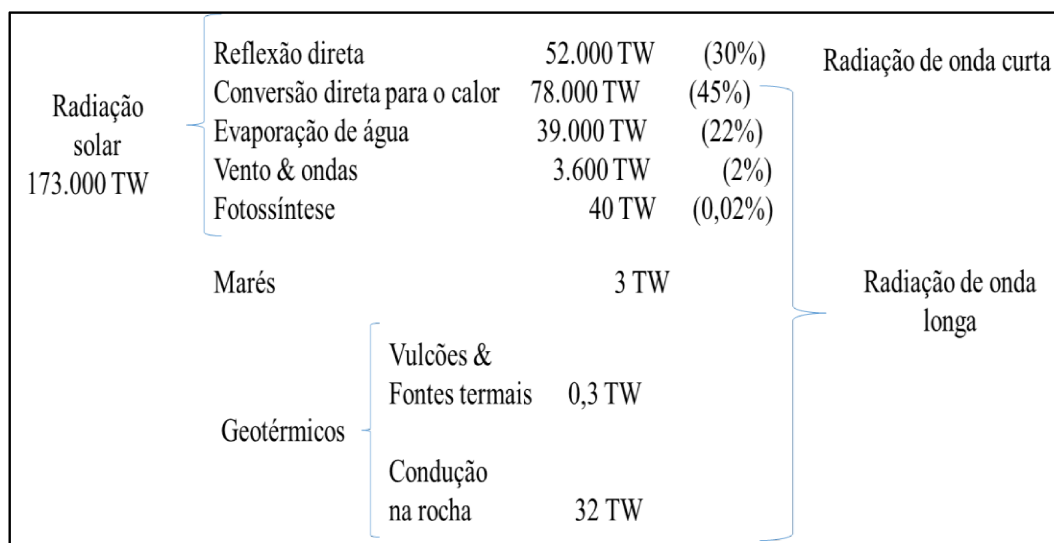 Radiação
solar
173.000 TW
Reflexão direta 52.000 TW (30%)
Conversão direta para o calor 78.000 TW (45%)
Evaporação de água 39.000 TW (22%)
Vento & ondas 3.600 TW (2%)
Fotossíntese 40 TW (0,02%)
Radiação de onda curta
Marés 3 TW
Radiação de onda
longa
Geotérmicos
Vulcões &
Fontes termais 0,3 TW
Condução
na rocha 32 TW